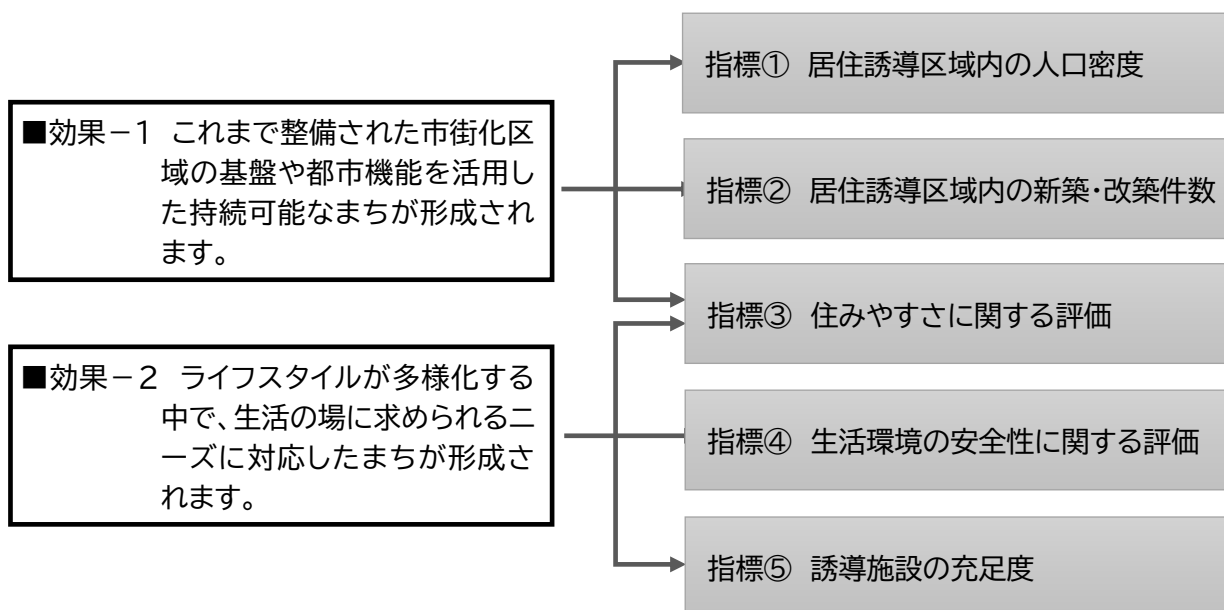 ■効果－1 これまで整備された市街化区
域の基盤や都市機能を活用し
た持続可能なまちが形成され
ます。
■効果－2 ライフスタイルが多様化する
中で、生活の場に求められるニ
ーズに対応したまちが形成さ
れます。
指標① 居住誘導区域内の人口密度
指標② 居住誘導区域内の新築・改築件数
指標③ 住みやすさに関する評価
指標④ 生活環境の安全性に関する評価
指標⑤ 誘導施設の充足度